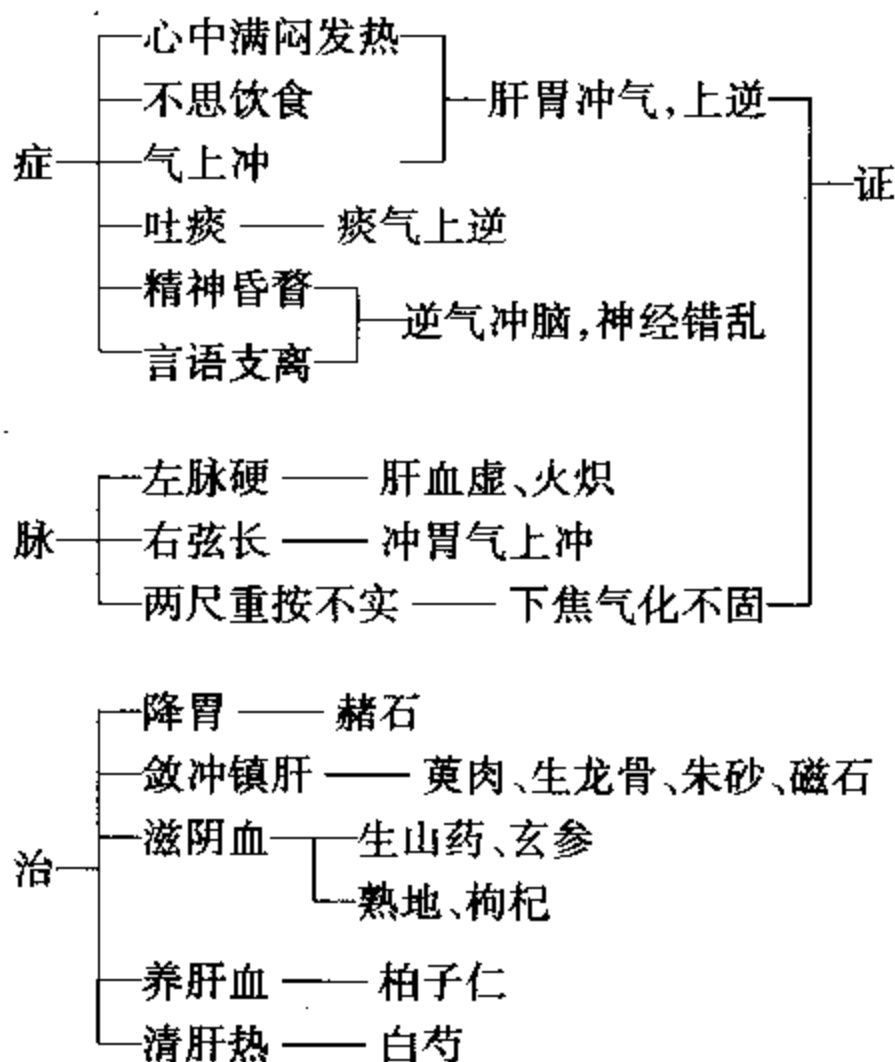 心中满闷发热
不思饮食 肝胃冲气,上逆
症 气上冲 证
吐痰 痰气上逆
精神昏瞀
逆气冲脑,神经错乱
言语支离
左脉硬 肝血虚、火炽
脉 右弦长 冲胃气上冲
两尺重按不实 下焦气化不固
降胃 赭石
敛冲镇肝 萸肉、生龙骨、朱砂、磁石
滋阴血 生山药、玄参
治 熟地、枸杞
养肝血 柏子仁
清肝热 白芍